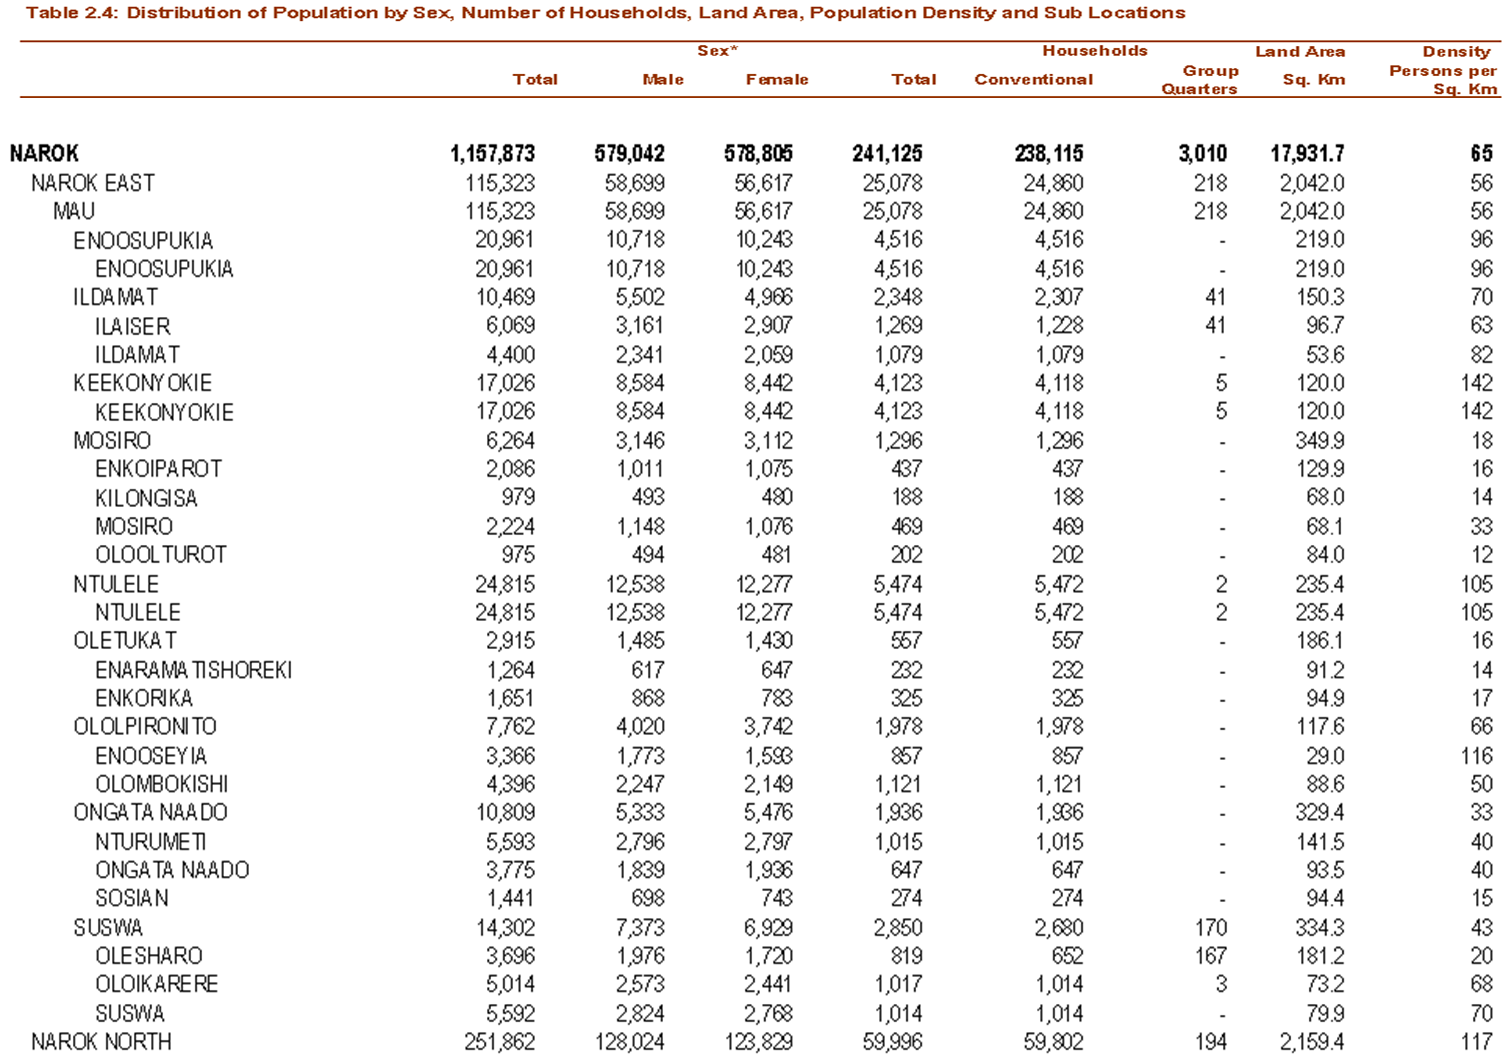 Table 2.4: Distribution of Population by Sex, Number of Households, Land Area, Population Density and Sub Locations
Sex* Households Land Area Density
Total Male Female Total Conventional Group Quarters Sq. Km Persons per Sq. Km
NAROK 1,157,873 579,042 578,805 241,125 238,115 3,010 17,931.7 65
NAROK EAST 115,323 58,699 56,617 25,078 24,860 218 2,042.0 56
MAU 115,323 58,699 56,617 25,078 24,860 218 2,042.0 56
ENOOSUPUKIA 20,961 10,718 10,243 4,516 4,516 - 219.0 96
ENOOSUPUKIA 20,961 10,718 10,243 4,516 4,516 - 219.0 96
ILDAMAT 10,469 5,502 4,966 2,348 2,307 41 150.3 70
ILAISER 6,069 3,161 2,907 1,269 1,228 41 96.7 63
ILDAMAT 4,400 2,341 2,059 1,079 1,079 - 53.6 82
KEEKONYOKIE 17,026 8,584 8,442 4,123 4,118 5 120.0 142
KEEKONYOKIE 17,026 8,584 8,442 4,123 4,118 5 120.0 142
MOSIRO 6,264 3,146 3,112 1,296 1,296 - 349.9 18
ENKOIPAROT 2,086 1,011 1,075 437 437 - 129.9 16
KILONGISA 979 493 480 188 188 - 68.0 14
MOSIRO 2,224 1,148 1,076 469 469 - 68.1 33
OLOOLTUROT 975 494 481 202 202 - 84.0 12
NTULELE 24,815 12,538 12,277 5,474 5,472 2 235.4 105
NTULELE 24,815 12,538 12,277 5,474 5,472 2 235.4 105
OLETUKAT 2,915 1,485 1,430 557 557 - 186.1 16
ENARAMATISHOREKI 1,264 617 647 232 232 - 91.2 14
ENKORIKA 1,651 868 783 325 325 - 94.9 17
OLOLPIRONITO 7,762 4,020 3,742 1,978 1,978 - 117.6 66
ENOOSEYIA 3,366 1,773 1,593 857 857 - 29.0 116
OLOMBOKISHI 4,396 2,247 2,149 1,121 1,121 - 88.6 50
ONGATA NAADO 10,809 5,333 5,476 1,936 1,936 - 329.4 33
NTURUMETI 5,593 2,796 2,797 1,015 1,015 - 141.5 40
ONGATA NAADO 3,775 1,839 1,936 647 647 - 93.5 40
SOSIAN 1,441 698 743 274 274 - 94.4 15
SUSWA 14,302 7,373 6,929 2,850 2,680 170 334.3 43
OLESHARO 3,696 1,976 1,720 819 652 167 181.2 20
OLOIKARERE 5,014 2,573 2,441 1,017 1,014 3 73.2 68
SUSWA 5,592 2,824 2,768 1,014 1,014 - 79.9 70
NAROK NORTH 251,862 128,024 123,829 59,996 59,802 194 2,159.4 117